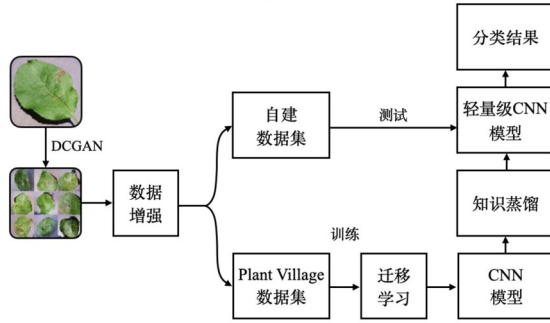 分类结果
DCGAN
自建
数据集
测试
轻量级CNN
模型
数据
增强
知识蒸馏
训练
Plant Village
数据集
迁移
学习
CNN
模型